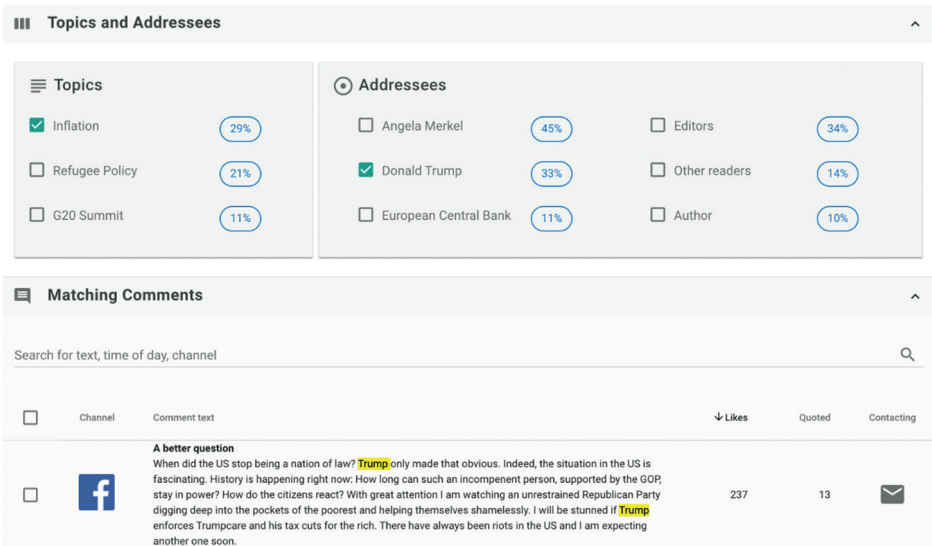 Topics and Addressees
Topics
Addressees
Inflation 29%
Angela Merkel 45%
Editors 34%
Refugee Policy 21%
Donald Trump 33%
Other readers 14%
G20 Summit 11%
European Central Bank 11%
Author 10%
Matching Comments
Search for text, time of day, channel
Channel Comment text Likes Quoted Contacting
A better question
When did the US stop being a nation of law? Trump only made that obvious. Indeed, the situation in the US is
fascinating. History is happening right now: How long can such an incompenent person, supported by the GOP,
stay in power? How do the citizens react? With great attention I am watching an unrestrained Republican Party
digging deep into the pockets of the poorest and helping themselves shamelessly. I will be stunned if Trump
enforces Trumpcare and his tax cuts for the rich. There have always been riots in the US and I am expecting
another one soon.
237 13